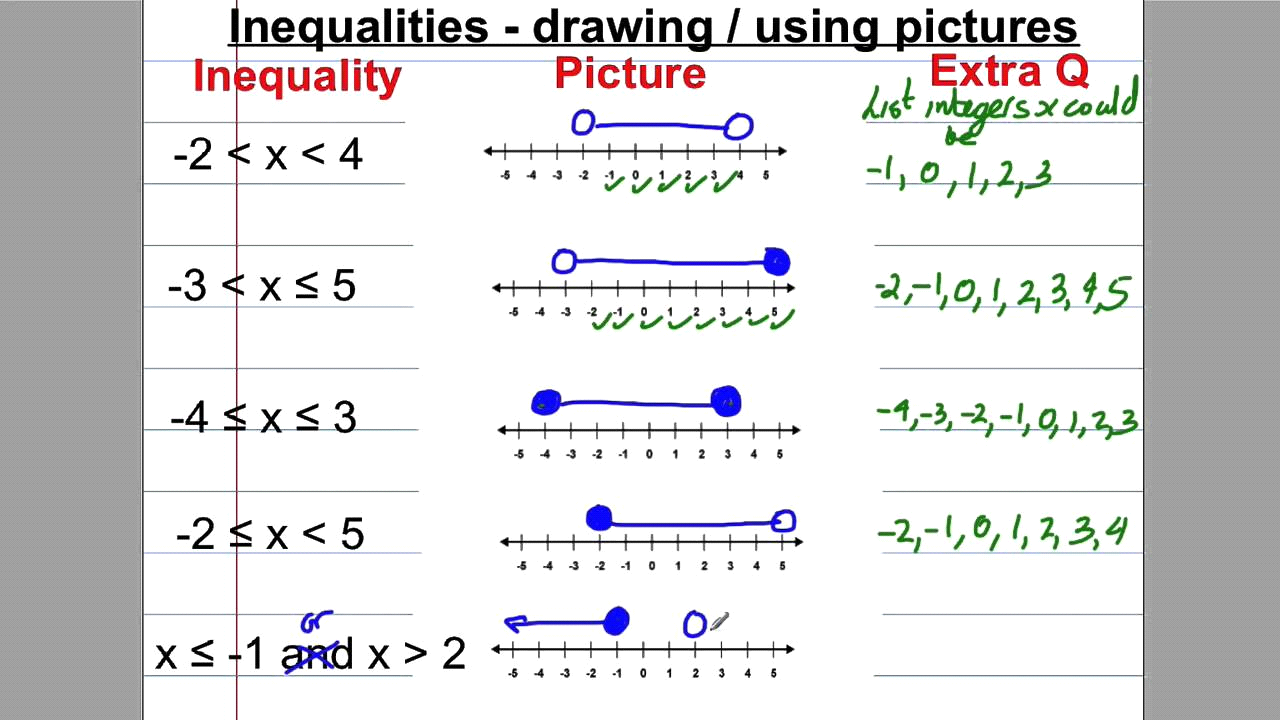 Inequalities - drawing / using pictures
Inequality Picture Extra Q
List integers x could
be
-2 < x < 4
-5 -4 -3 -2 -1 0 1 2 3 4 5
-1, 0, 1, 2, 3
-3 < x ≤ 5
-5 -4 -3 -2 -1 0 1 2 3 4 5
-2, -1, 0, 1, 2, 3, 4, 5
-4 ≤ x ≤ 3
-5 -4 -3 -2 -1 0 1 2 3 4 5
-4, -3, -2, -1, 0, 1, 2, 3
-2 ≤ x < 5
-5 -4 -3 -2 -1 0 1 2 3 4 5
-2, -1, 0, 1, 2, 3, 4
or
x ≤ -1 and x > 2
-5 -4 -3 -2 -1 0 1 2 3 4 5